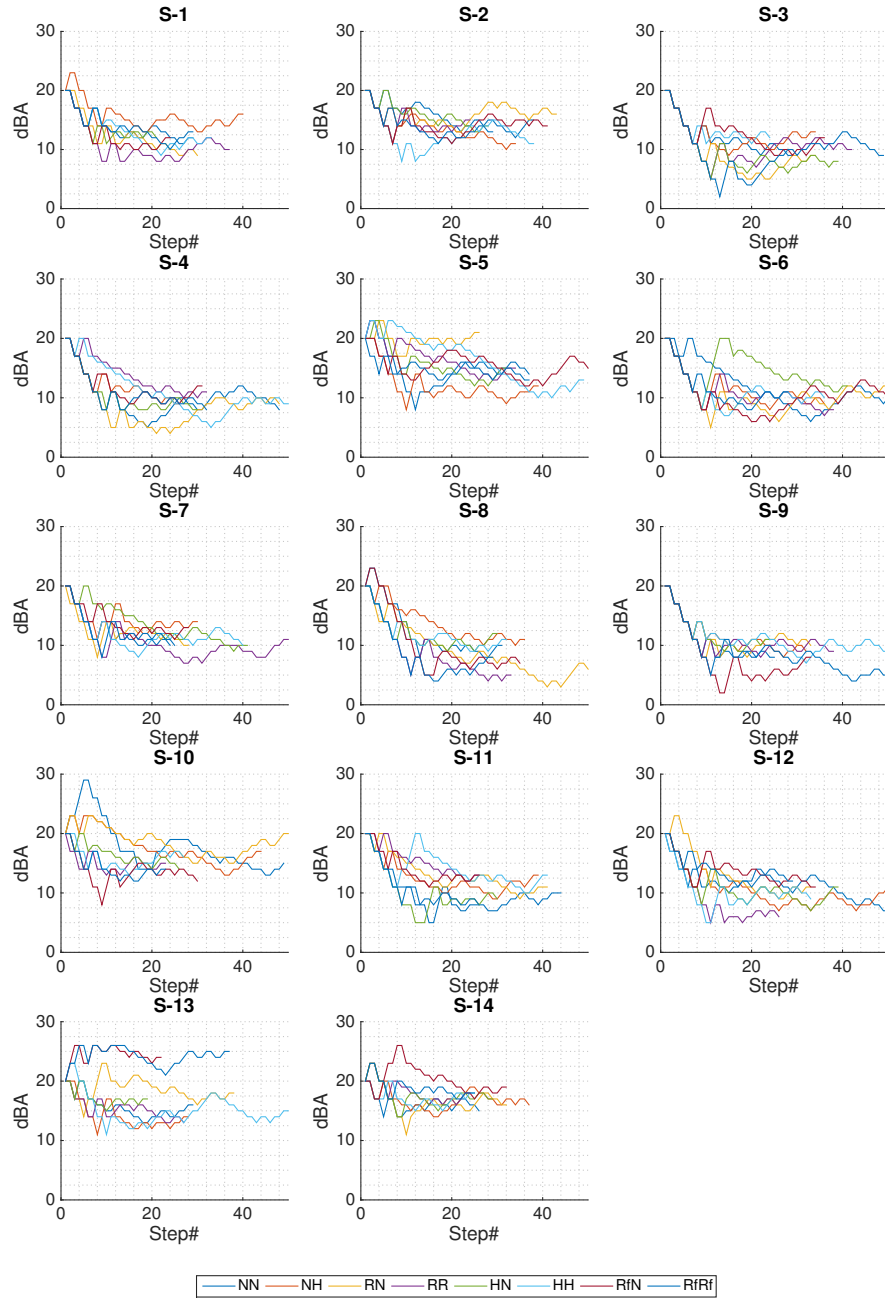 S-1 S-2 S-3
30 30 30
20 20 20
dBA dBA dBA
10 10 10
0 0 0
0 20 40 0 20 40 0 20 40
Step# Step# Step#
S-4 S-5 S-6
30 30 30
20 20 20
dBA dBA dBA
10 10 10
0 0 0
0 20 40 0 20 40 0 20 40
Step# Step# Step#
S-7 S-8 S-9
30 30 30
20 20 20
dBA dBA dBA
10 10 10
0 0 0
0 20 40 0 20 40 0 20 40
Step# Step# Step#
S-10 S-11 S-12
30 30 30
20 20 20
dBA dBA dBA
10 10 10
0 0 0
0 20 40 0 20 40 0 20 40
Step# Step# Step#
S-13 S-14
30 30
20 20
dBA dBA
10 10
0 0
0 20 40 0 20 40
Step# Step#
NN NH RN RR HN HH RfN RfRf